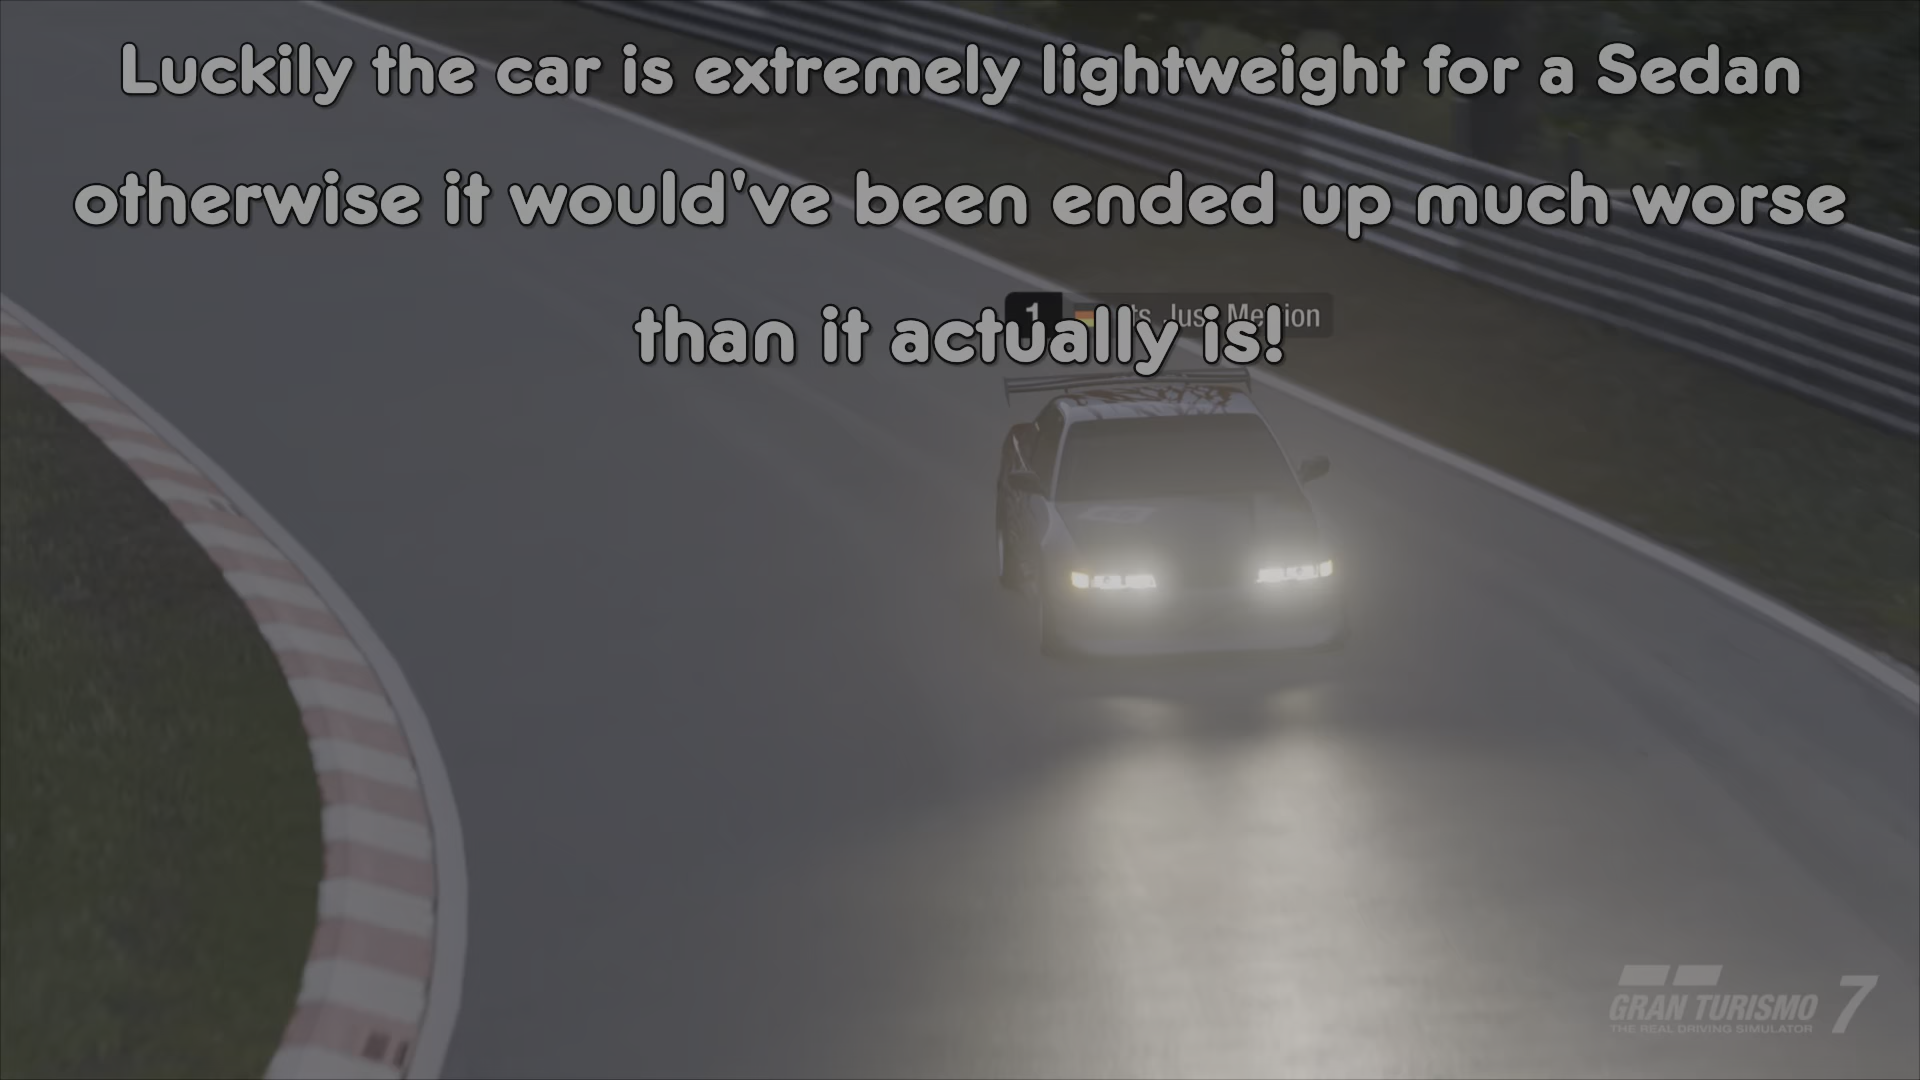 Luckily the car is extremely lightweight for a Sedan
otherwise it would've been ended up much worse
than it actually is!
1
GRAN TURISMO 7
THE REAL DRIVING SIMULATOR